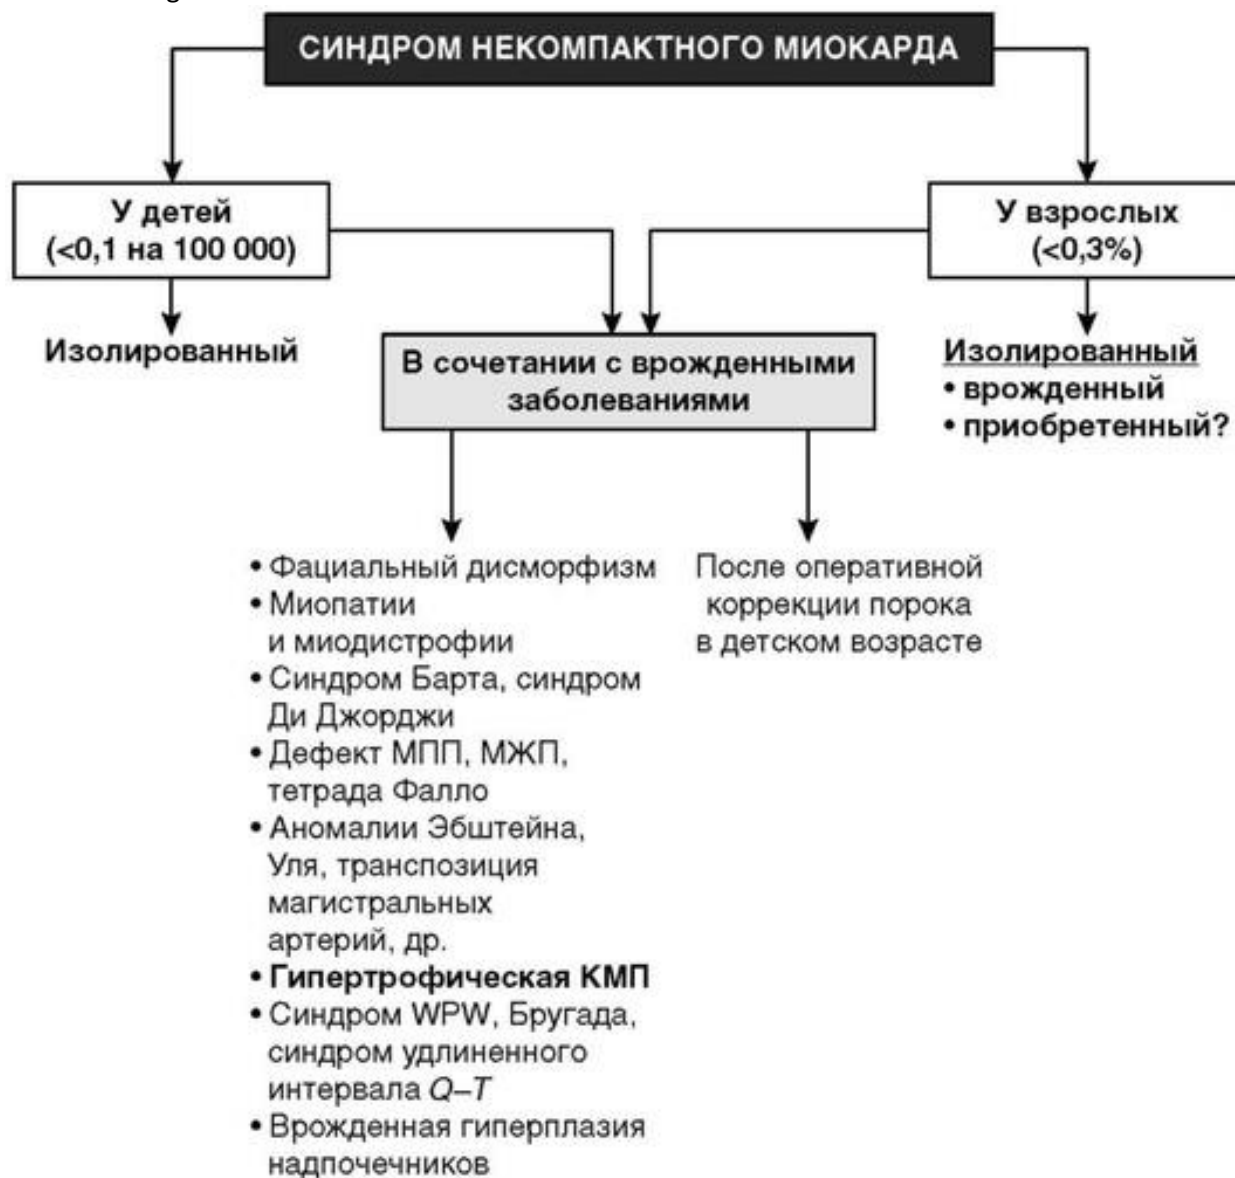 СИНДРОМ НЕКОМПАКТНОГО МИОКАРДА
У детей
(<0,1 на 100 000)
У взрослых
(<0,3%)
Изолированный
В сочетании с врожденными
заболеваниями
Изолированный
• врожденный
• приобретенный?
• Фациальный дисморфизм
• Миопатии
и миодистрофии
• Синдром Барта, синдром
Ди Джорджи
• Дефект МПП, МЖП,
тетрада Фалло
• Аномалии Эбштейна,
Уля, транспозиция
магистральных
артерий, др.
• Гипертрофическая КМП
• Синдром WPW, Бругада,
синдром удлиненного
интервала Q–T
• Врожденная гиперплазия
надпочечников
После оперативной
коррекции порока
в детском возрасте